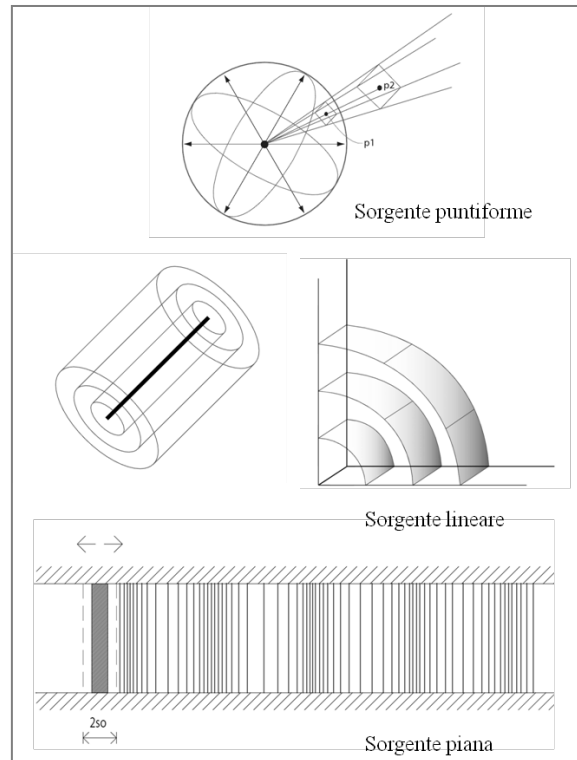 p2
p1
Sorgente puntiforme
Sorgente lineare
2so
Sorgente piana